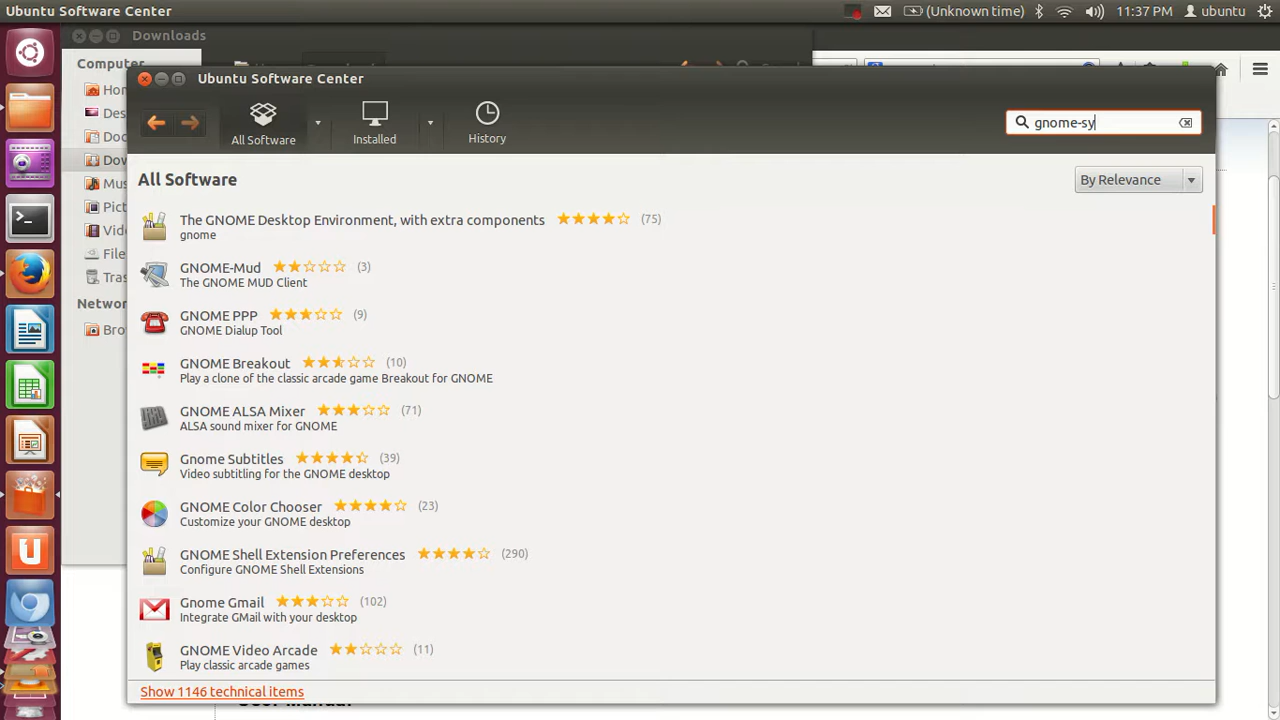 Ubuntu Software Center
(Unknown time)
11:37 PM
ubuntu
Downloads
Computer
Ubuntu Software Center
All Software
Installed
History
gnome-sy
All Software
By Relevance
The GNOME Desktop Environment, with extra components (75)
gnome
GNOME-Mud (3)
The GNOME MUD Client
GNOME PPP (9)
GNOME Dialup Tool
GNOME Breakout (10)
Play a clone of the classic arcade game Breakout for GNOME
GNOME ALSA Mixer (71)
ALSA sound mixer for GNOME
Gnome Subtitles (39)
Video subtitling for the GNOME desktop
GNOME Color Chooser (23)
Customize your GNOME desktop
GNOME Shell Extension Preferences (290)
Configure GNOME Shell Extensions
Gnome Gmail (102)
Integrate GMail with your desktop
GNOME Video Arcade (11)
Play classic arcade games
Show 1146 technical items